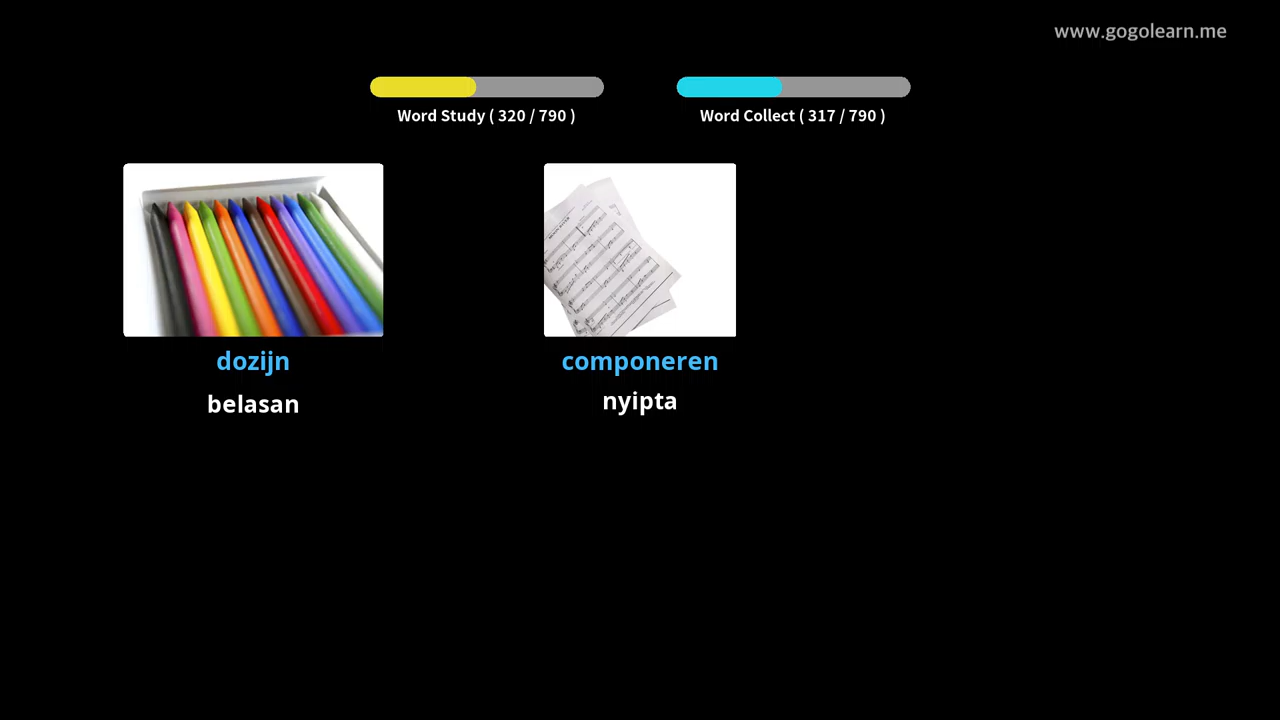 www.gogolearn.me
Word Study ( 320 / 790 )
Word Collect ( 317 / 790 )
dozijn
componeren
belasan
nyipta